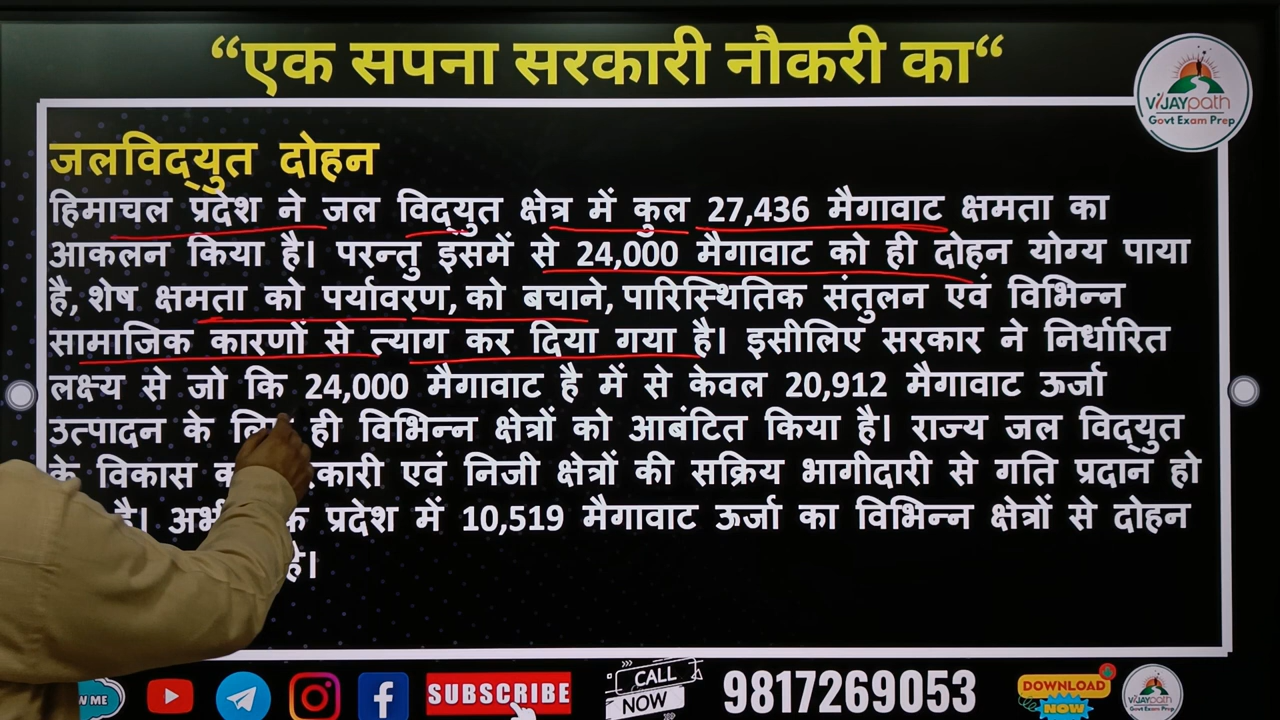 “एक सपना सरकारी नौकरी का“
VIJAYpath
Govt Exam Prep
जलविद्युत दोहन
हिमाचल प्रदेश ने जल विद्युत क्षेत्र में कुल 27,436 मैगावाट क्षमता का
आकलन किया है। परन्तु इसमें से 24,000 मैगावाट को ही दोहन योग्य पाया
है, शेष क्षमता को पर्यावरण, को बचाने, पारिस्थितिक संतुलन एवं विभिन्न
सामाजिक कारणों से त्याग कर दिया गया है। इसीलिए सरकार ने निर्धारित
लक्ष्य से जो कि 24,000 मैगावाट है में से केवल 20,912 मैगावाट ऊर्जा
उत्पादन के लिए ही विभिन्न क्षेत्रों को आबंटित किया है। राज्य जल विद्युत
के विकास एवं निजी क्षेत्रों की सक्रिय भागीदारी से गति प्रदान हो
है। प्रदेश में 10,519 मैगावाट ऊर्जा का विभिन्न क्षेत्रों से दोहन
है।
ME
SUBSCRIBE
CALL
NOW
9817269053
DOWNLOAD
NOW
VIJAYpath